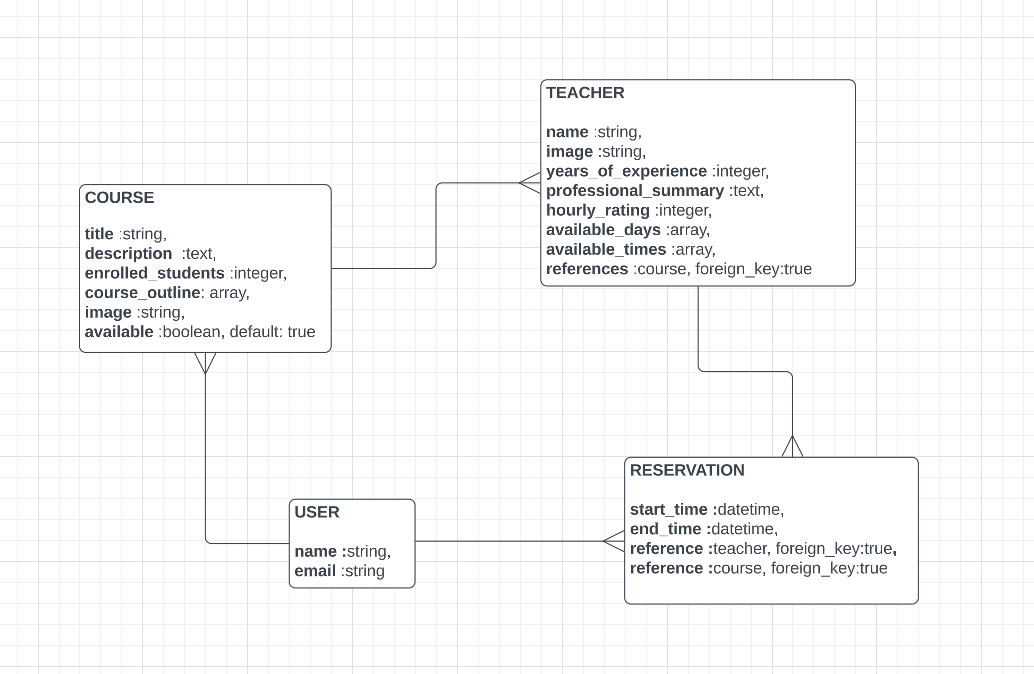 TEACHER
name :string,
image :string,
years_of_experience :integer,
professional_summary :text,
hourly_rating :integer,
available_days :array,
available_times :array,
references :course, foreign_key:true
COURSE
title :string,
description :text,
enrolled_students :integer,
course_outline: array,
image :string,
available :boolean, default: true
RESERVATION
start_time :datetime,
end_time :datetime,
reference :teacher, foreign_key:true,
reference :course, foreign_key:true
USER
name :string,
email :string